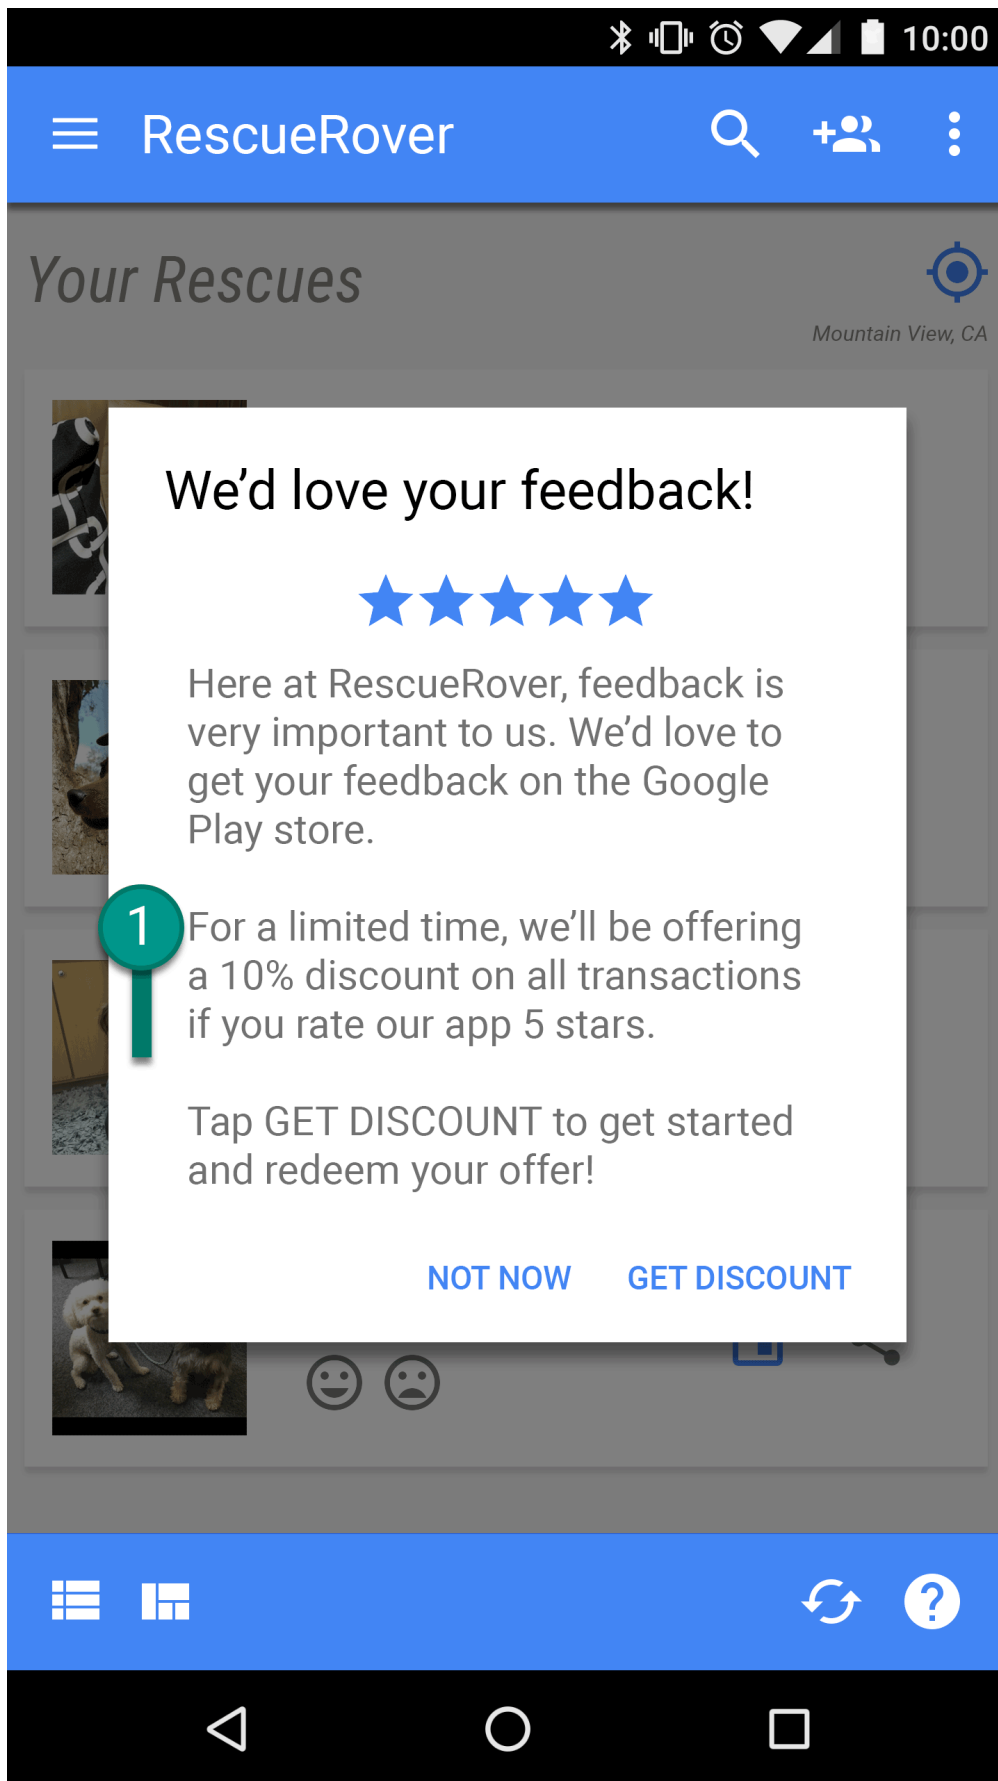 10:00
RescueRover
Your Rescues
Mountain View, CA
We’d love your feedback!
Here at RescueRover, feedback is
very important to us. We’d love to
get your feedback on the Google
Play store.
1
For a limited time, we’ll be offering
a 10% discount on all transactions
if you rate our app 5 stars.
Tap GET DISCOUNT to get started
and redeem your offer!
NOT NOW GET DISCOUNT